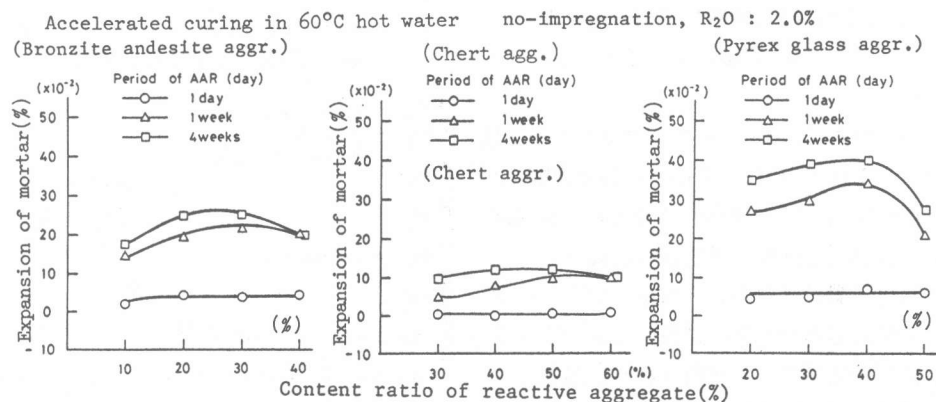 Accelerated curing in 60°C hot water no-impregnation, R₂O : 2.0%
(Bronzite andesite aggr.)
(Chert agg.)
(Pyrex glass aggr.)
(x10⁻²) Period of AAR (day)
1day
1week
4weeks
Expansion of mortar(%)
50
40
30
20
10
0
-10
10 20 30 40
(%)
(x10⁻²) Period of AAR (day)
1day
1week
4weeks
(Chert aggr.)
Expansion of mortar(%)
50
40
30
20
10
0
-10
30 40 50 60 (%)
(x10⁻²) Period of AAR (day)
1day
1week
4weeks
Expansion of mortar(%)
50
40
30
20
10
0
-10
20 30 40 50
(%)
Content ratio of reactive aggregate(%)